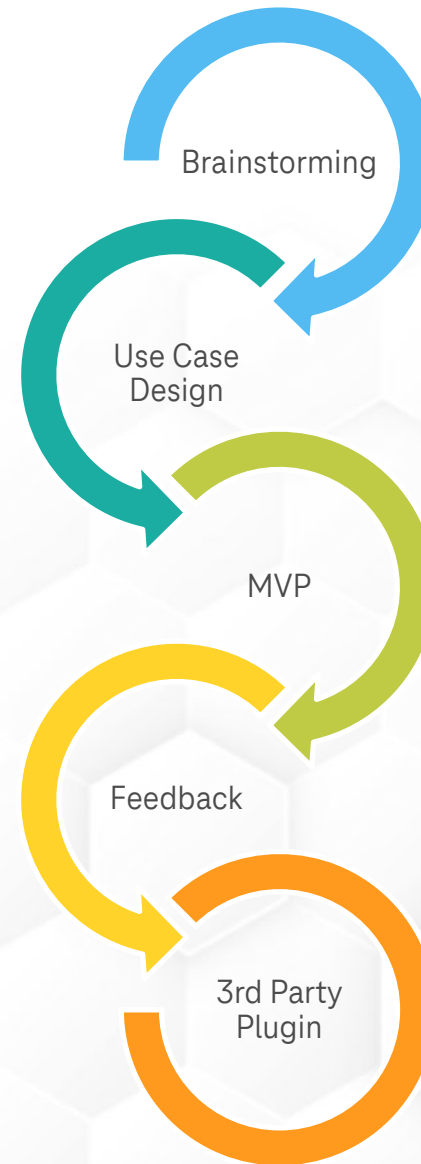 Brainstorming
Use Case
Design
MVP
Feedback
3rd Party
Plugin